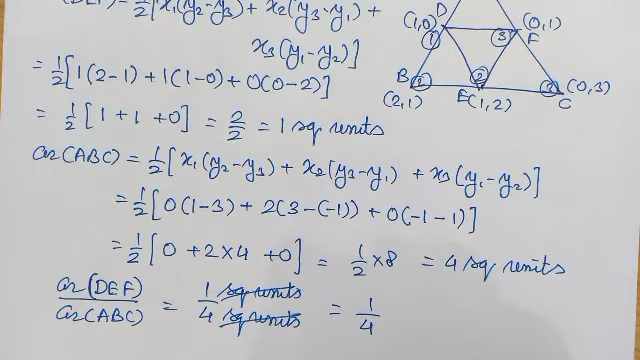 (DEF) = 1/2[x₁(y₂-y₃) + x₂(y₃-y₁) +
x₃(y₁-y₂)]
= 1/2[1(2-1) + 1(1-0) + 0(0-2)]
= 1/2[1 + 1 + 0] = 2/2 = 1 sq units
ar(ABC) = 1/2[x₁(y₂-y₃) + x₂(y₃-y₁) + x₃(y₁-y₂)]
= 1/2[0(1-3) + 2(3-(-1)) + 0(-1-1)]
= 1/2[0 + 2×4 + 0] = 1/2 × 8 = 4 sq units
ar(DEF)/ar(ABC) = 1 sq units/4 sq units = 1/4
D
(1,0)
(0,1)
F
1
3
B
2
2
3
(0,3)
C
(2,1)
E(1,2)